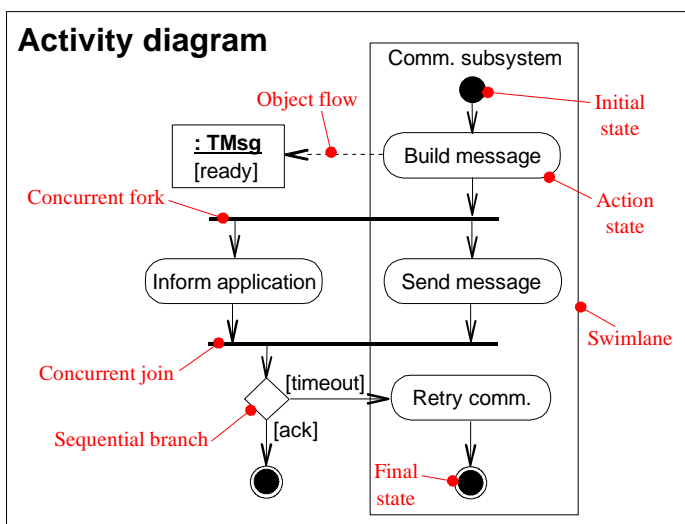 Activity diagram
Comm. subsystem
Object flow
Initial
state
: TMsg
[ready]
Build message
Concurrent fork
Action
state
Inform application
Send message
Swimlane
Concurrent join
[timeout]
Retry comm.
Sequential branch
[ack]
Final
state